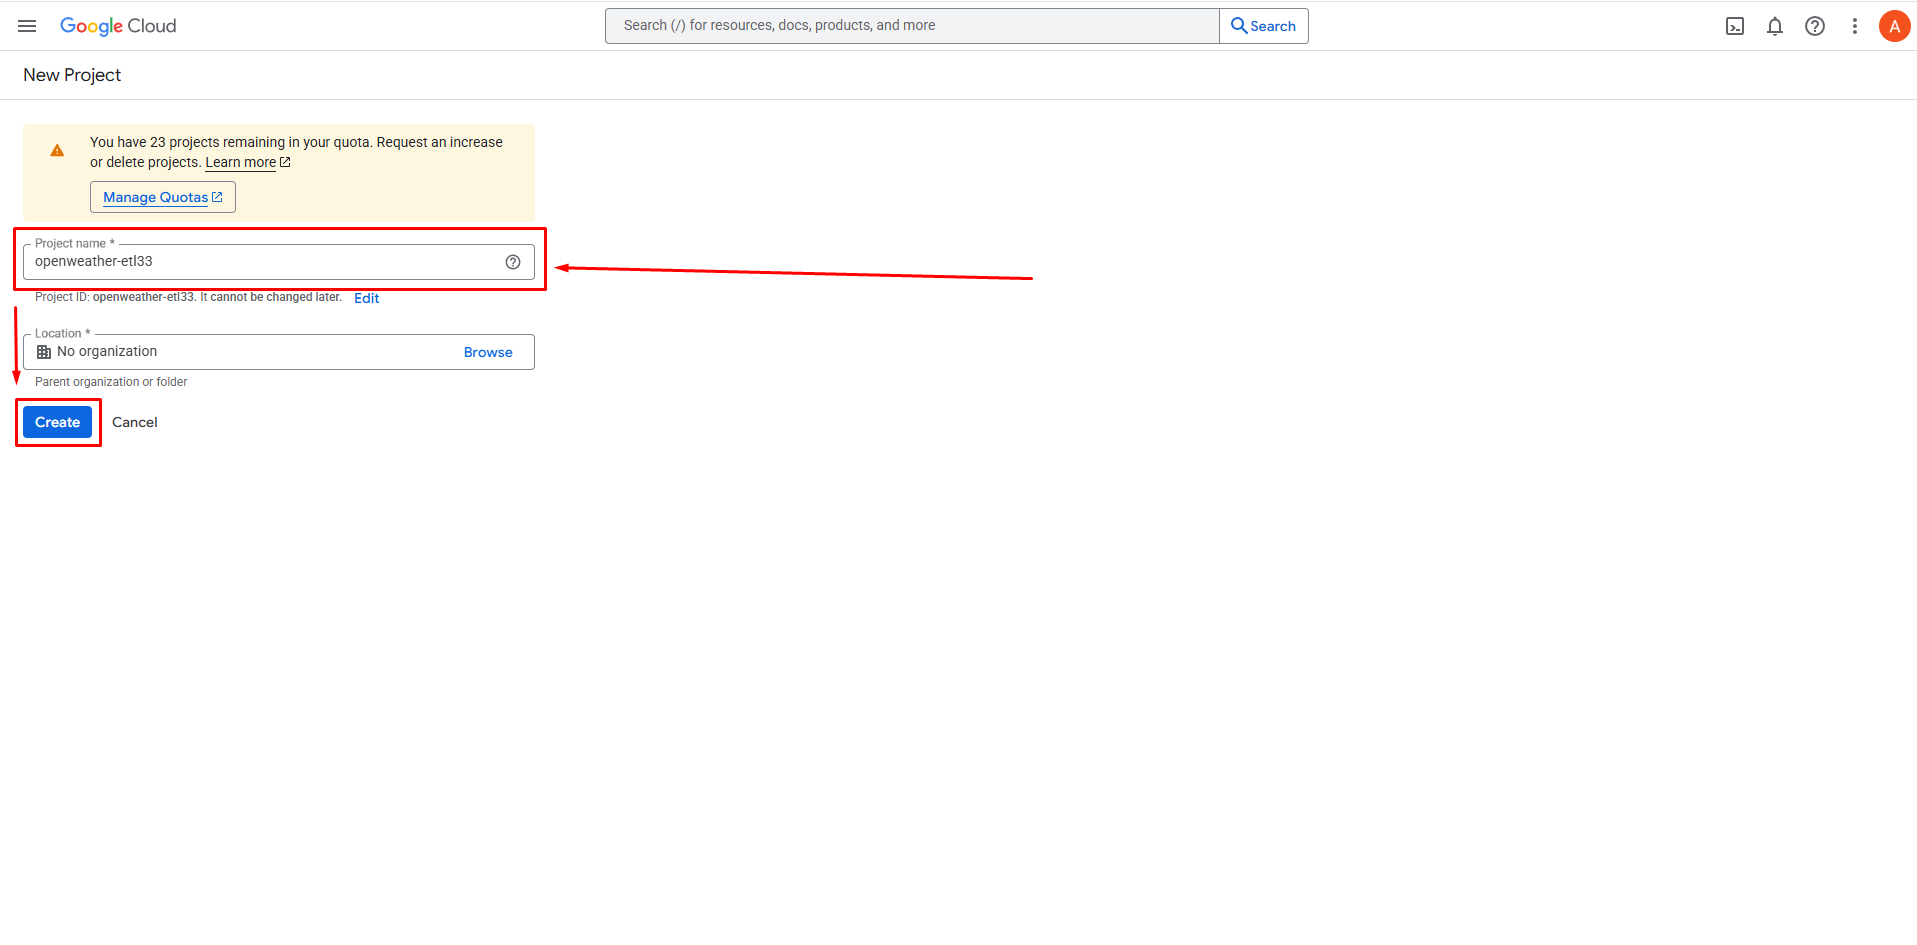 Google Cloud
Search (/) for resources, docs, products, and more
Search
A
New Project
You have 23 projects remaining in your quota. Request an increase
or delete projects. Learn more
Manage Quotas
Project name *
openweather-etl33
Project ID: openweather-etl33. It cannot be changed later. Edit
Location *
No organization
Browse
Parent organization or folder
Create
Cancel